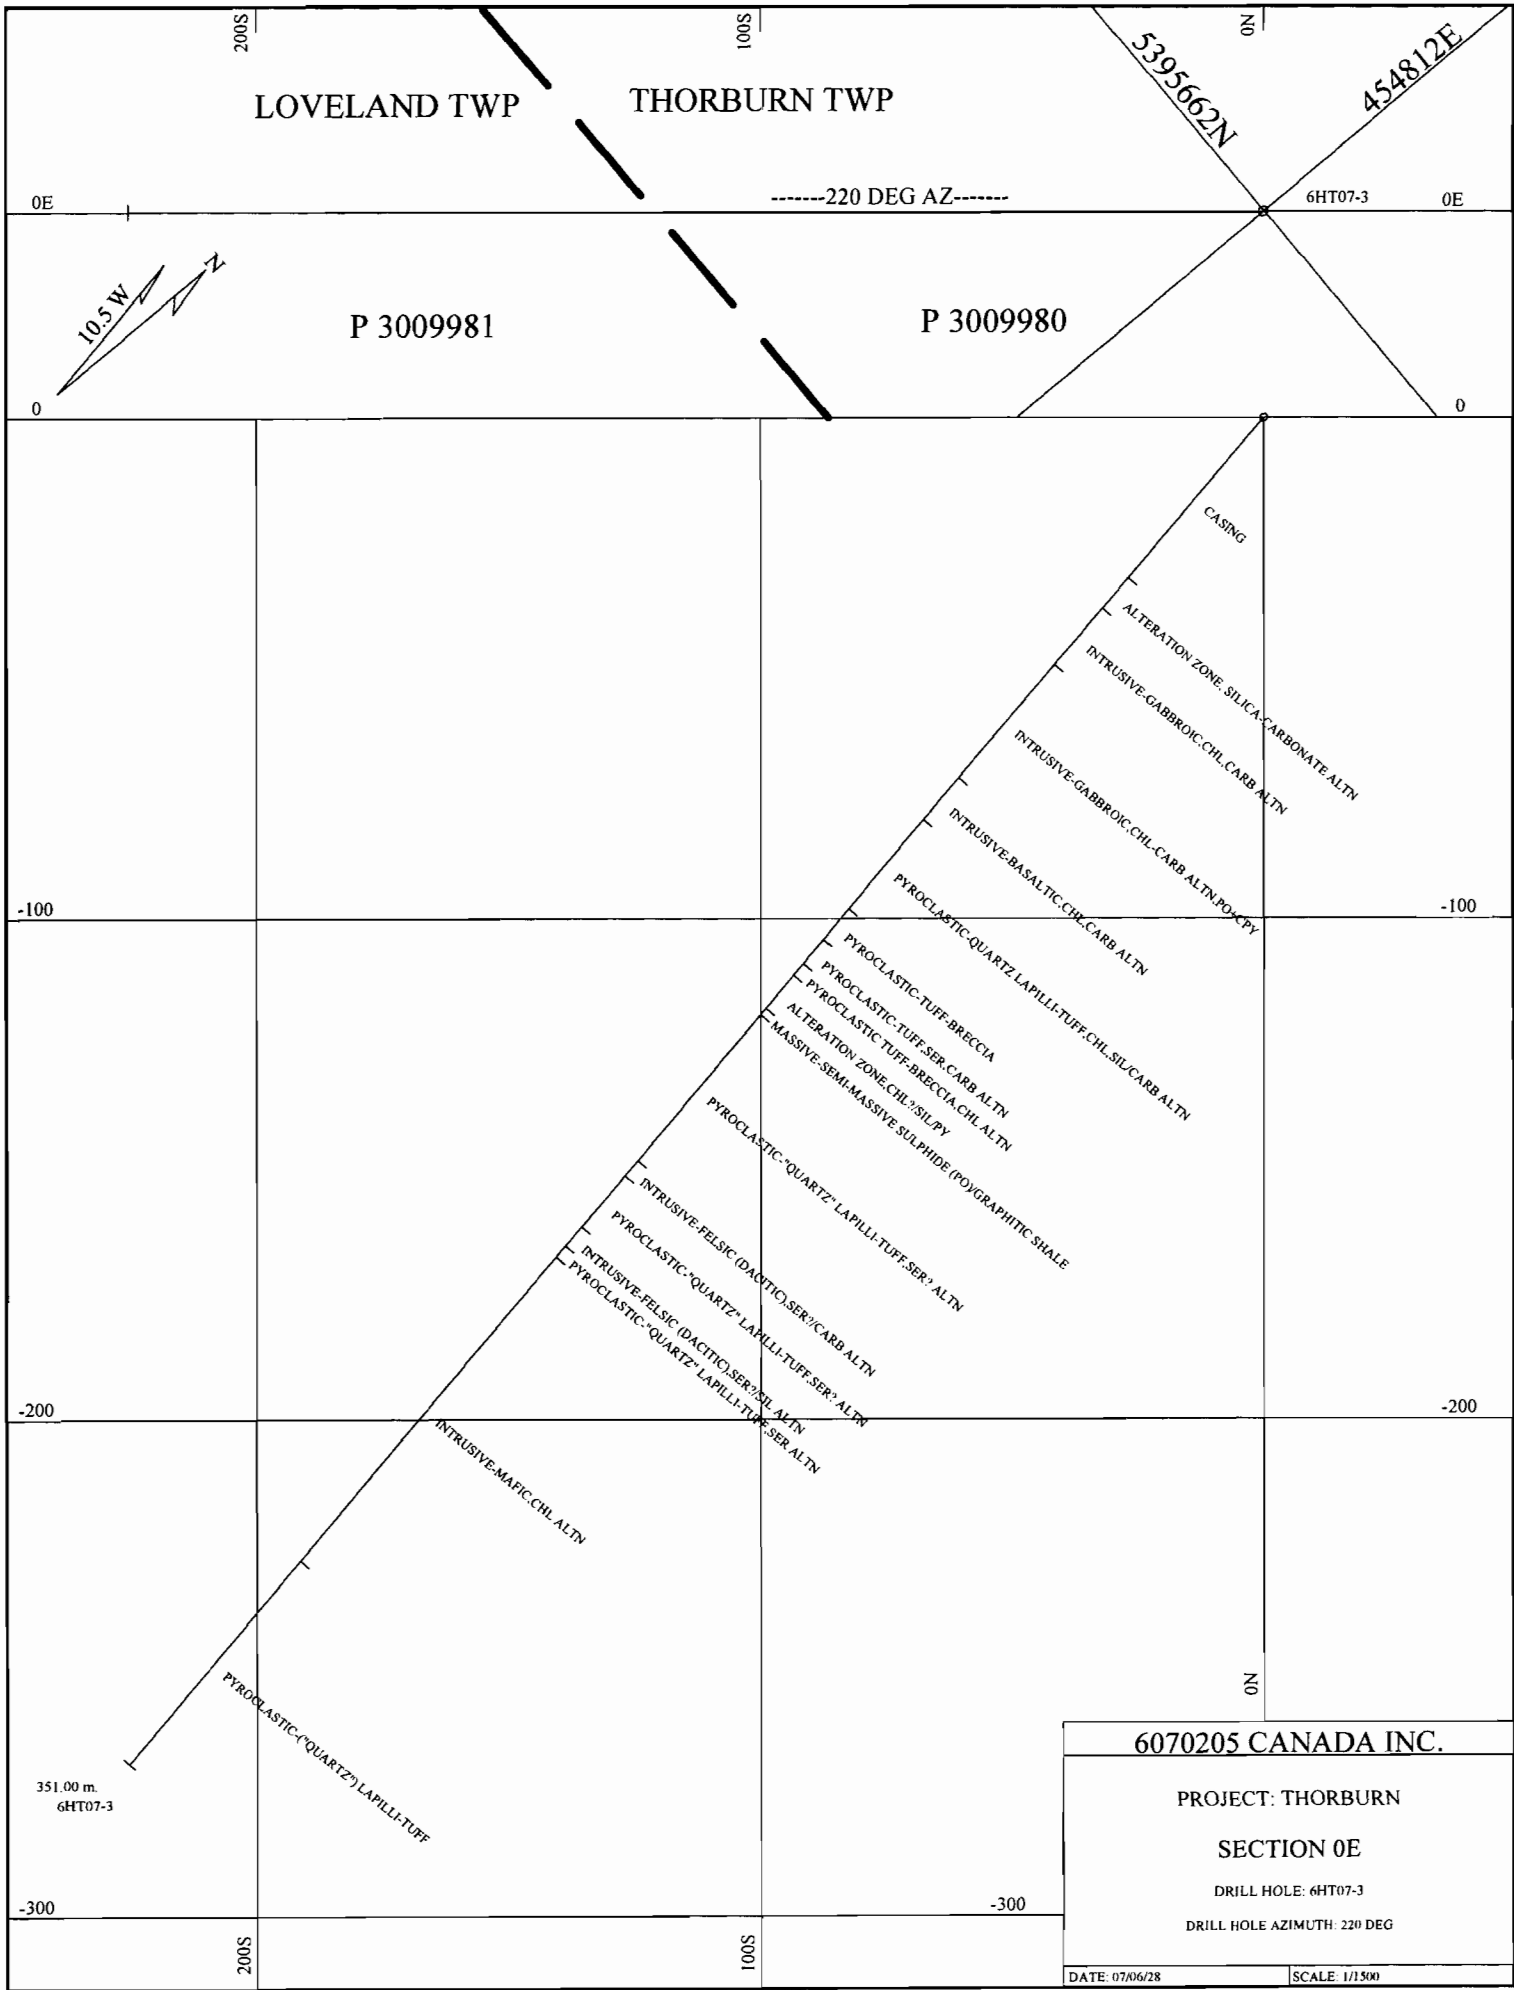 200S
100S
0N
LOVELAND TWP
THORBURN TWP
5395662N
454812E
0E
-------220 DEG AZ-------
6HT07-3
0E
10.5 W
N
P 3009981
P 3009980
0
0
CASING
ALTERATION ZONE, SILICA-CARBONATE ALTN
INTRUSIVE-GABBROIC,CHL,CARB ALTN
INTRUSIVE-GABBROIC,CHL-CARB ALTN,PO+CPY
INTRUSIVE-BASALTIC,CHL,CARB ALTN
PYROCLASTIC-QUARTZ LAPILLI-TUFF,CHL,SIL/CARB ALTN
-100
-100
PYROCLASTIC-TUFF-BRECCIA
PYROCLASTIC-TUFF,SER,CARB ALTN
PYROCLASTIC TUFF-BRECCIA,CHL ALTN
ALTERATION ZONE,CHL?/SIL/PY
MASSIVE-SEMI-MASSIVE SULPHIDE (PO)/GRAPHITIC SHALE
PYROCLASTIC-"QUARTZ" LAPILLI-TUFF,SER? ALTN
INTRUSIVE-FELSIC (DACITIC),SER?/CARB ALTN
PYROCLASTIC-"QUARTZ" LAPILLI-TUFF,SER? ALTN
INTRUSIVE-FELSIC (DACITIC),SER?/SIL ALTN
PYROCLASTIC-"QUARTZ" LAPILLI-TUFF,SER ALTN
-200
-200
INTRUSIVE-MAFIC,CHL ALTN
PYROCLASTIC-("QUARTZ") LAPILLI-TUFF
351.00 m.
6HT07-3
0N
-300
-300
200S
100S
6070205 CANADA INC.
PROJECT: THORBURN
SECTION 0E
DRILL HOLE: 6HT07-3
DRILL HOLE AZIMUTH: 220 DEG
DATE: 07/06/28
SCALE: 1/1500